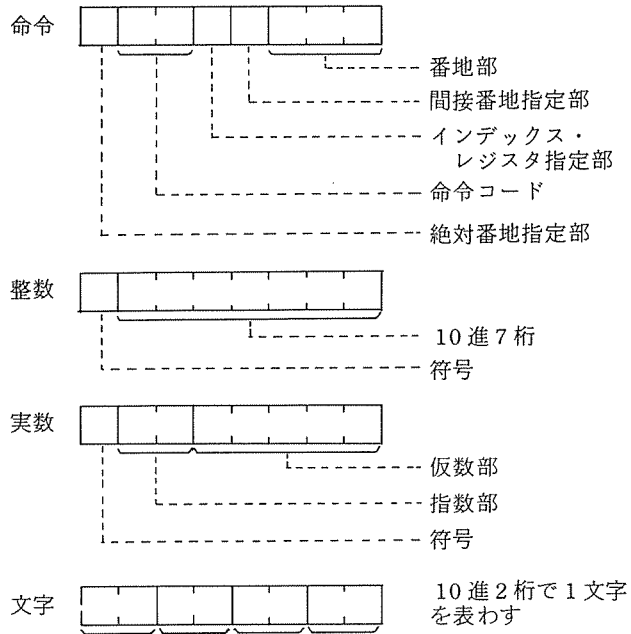 命令
番地部
間接番地指定部
インデックス・
レジスタ指定部
命令コード
絶対番地指定部
整数
10進7桁
符号
実数
仮数部
指数部
符号
文字
10進2桁で1文字
を表わす